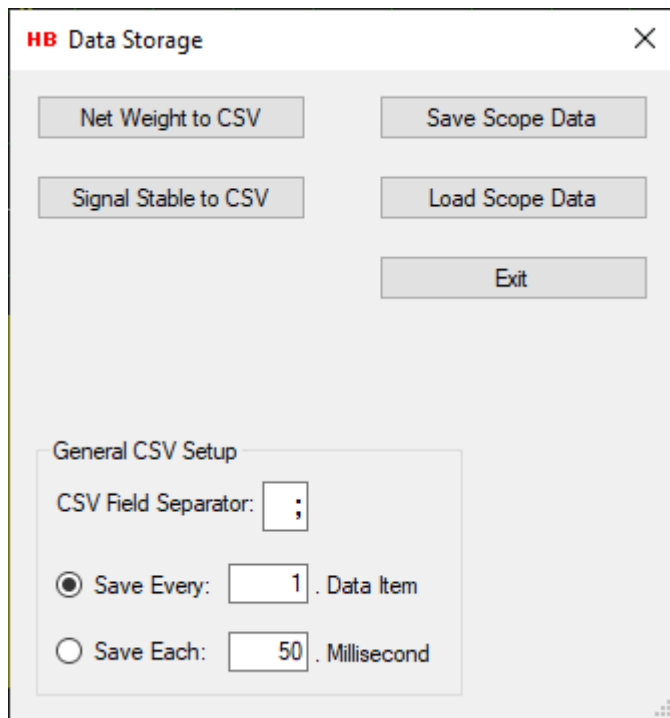 HB Data Storage
Net Weight to CSV
Save Scope Data
Signal Stable to CSV
Load Scope Data
Exit
General CSV Setup
CSV Field Separator: ;
Save Every: 1 . Data Item
Save Each: 50 . Millisecond